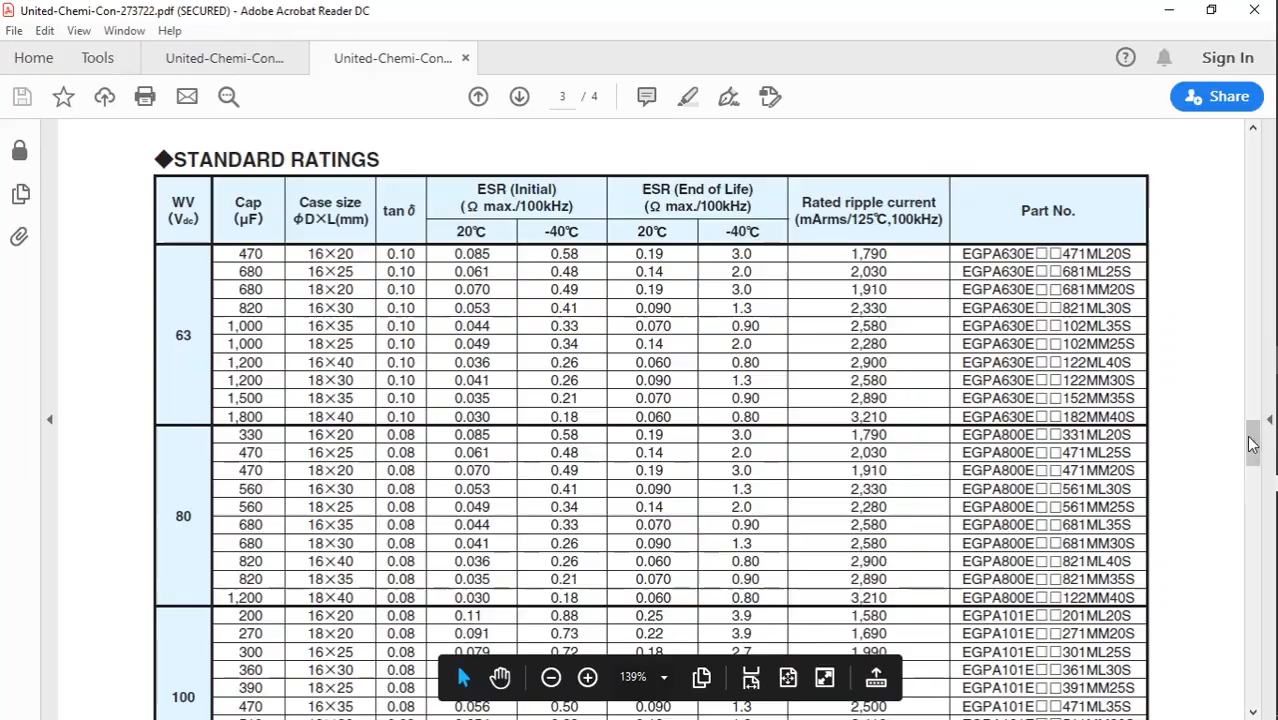 United-Chemi-Con-273722.pdf (SECURED) - Adobe Acrobat Reader DC
File Edit View Window Help
Home Tools United-Chemi-Con... United-Chemi-Con... × ? Sign In
3 / 4 Share
◆STANDARD RATINGS
WV (Vdc) Cap (μF) Case size φD×L(mm) tan δ ESR (Initial) (Ω max./100kHz) ESR (End of Life) (Ω max./100kHz) Rated ripple current (mArms/125℃,100kHz) Part No.
20℃ -40℃ 20℃ -40℃
63
470 16×20 0.10 0.085 0.58 0.19 3.0 1,790 EGPA630E□□471ML20S
680 16×25 0.10 0.061 0.48 0.14 2.0 2,030 EGPA630E□□681ML25S
680 18×20 0.10 0.070 0.49 0.19 3.0 1,910 EGPA630E□□681MM20S
820 16×30 0.10 0.053 0.41 0.090 1.3 2,330 EGPA630E□□821ML30S
1,000 16×35 0.10 0.044 0.33 0.070 0.90 2,580 EGPA630E□□102ML35S
1,000 18×25 0.10 0.049 0.34 0.14 2.0 2,280 EGPA630E□□102MM25S
1,200 16×40 0.10 0.036 0.26 0.060 0.80 2,900 EGPA630E□□122ML40S
1,200 18×30 0.10 0.041 0.26 0.090 1.3 2,580 EGPA630E□□122MM30S
1,500 18×35 0.10 0.035 0.21 0.070 0.90 2,890 EGPA630E□□152MM35S
1,800 18×40 0.10 0.030 0.18 0.060 0.80 3,210 EGPA630E□□182MM40S
80
330 16×20 0.08 0.085 0.58 0.19 3.0 1,790 EGPA800E□□331ML20S
470 16×25 0.08 0.061 0.48 0.14 2.0 2,030 EGPA800E□□471ML25S
470 18×20 0.08 0.070 0.49 0.19 3.0 1,910 EGPA800E□□471MM20S
560 16×30 0.08 0.053 0.41 0.090 1.3 2,330 EGPA800E□□561ML30S
560 18×25 0.08 0.049 0.34 0.14 2.0 2,280 EGPA800E□□561MM25S
680 16×35 0.08 0.044 0.33 0.070 0.90 2,580 EGPA800E□□681ML35S
680 18×30 0.08 0.041 0.26 0.090 1.3 2,580 EGPA800E□□681MM30S
820 16×40 0.08 0.036 0.26 0.060 0.80 2,900 EGPA800E□□821ML40S
820 18×35 0.08 0.035 0.21 0.070 0.90 2,890 EGPA800E□□821MM35S
1,200 18×40 0.08 0.030 0.18 0.060 0.80 3,210 EGPA800E□□122MM40S
100
200 16×20 0.08 0.11 0.88 0.25 3.9 1,580 EGPA101E□□201ML20S
270 18×20 0.08 0.091 0.73 0.22 3.9 1,690 EGPA101E□□271MM20S
300 16×25 0.08 0.079 0.72 0.18 2.7 1,990 EGPA101E□□301ML25S
360 16×30 0.08 EGPA101E□□361ML30S
390 18×25 0.08 EGPA101E□□391MM25S
470 16×35 0.08 0.056 0.50 0.090 1.3 2,500 EGPA101E□□471ML35S
139%